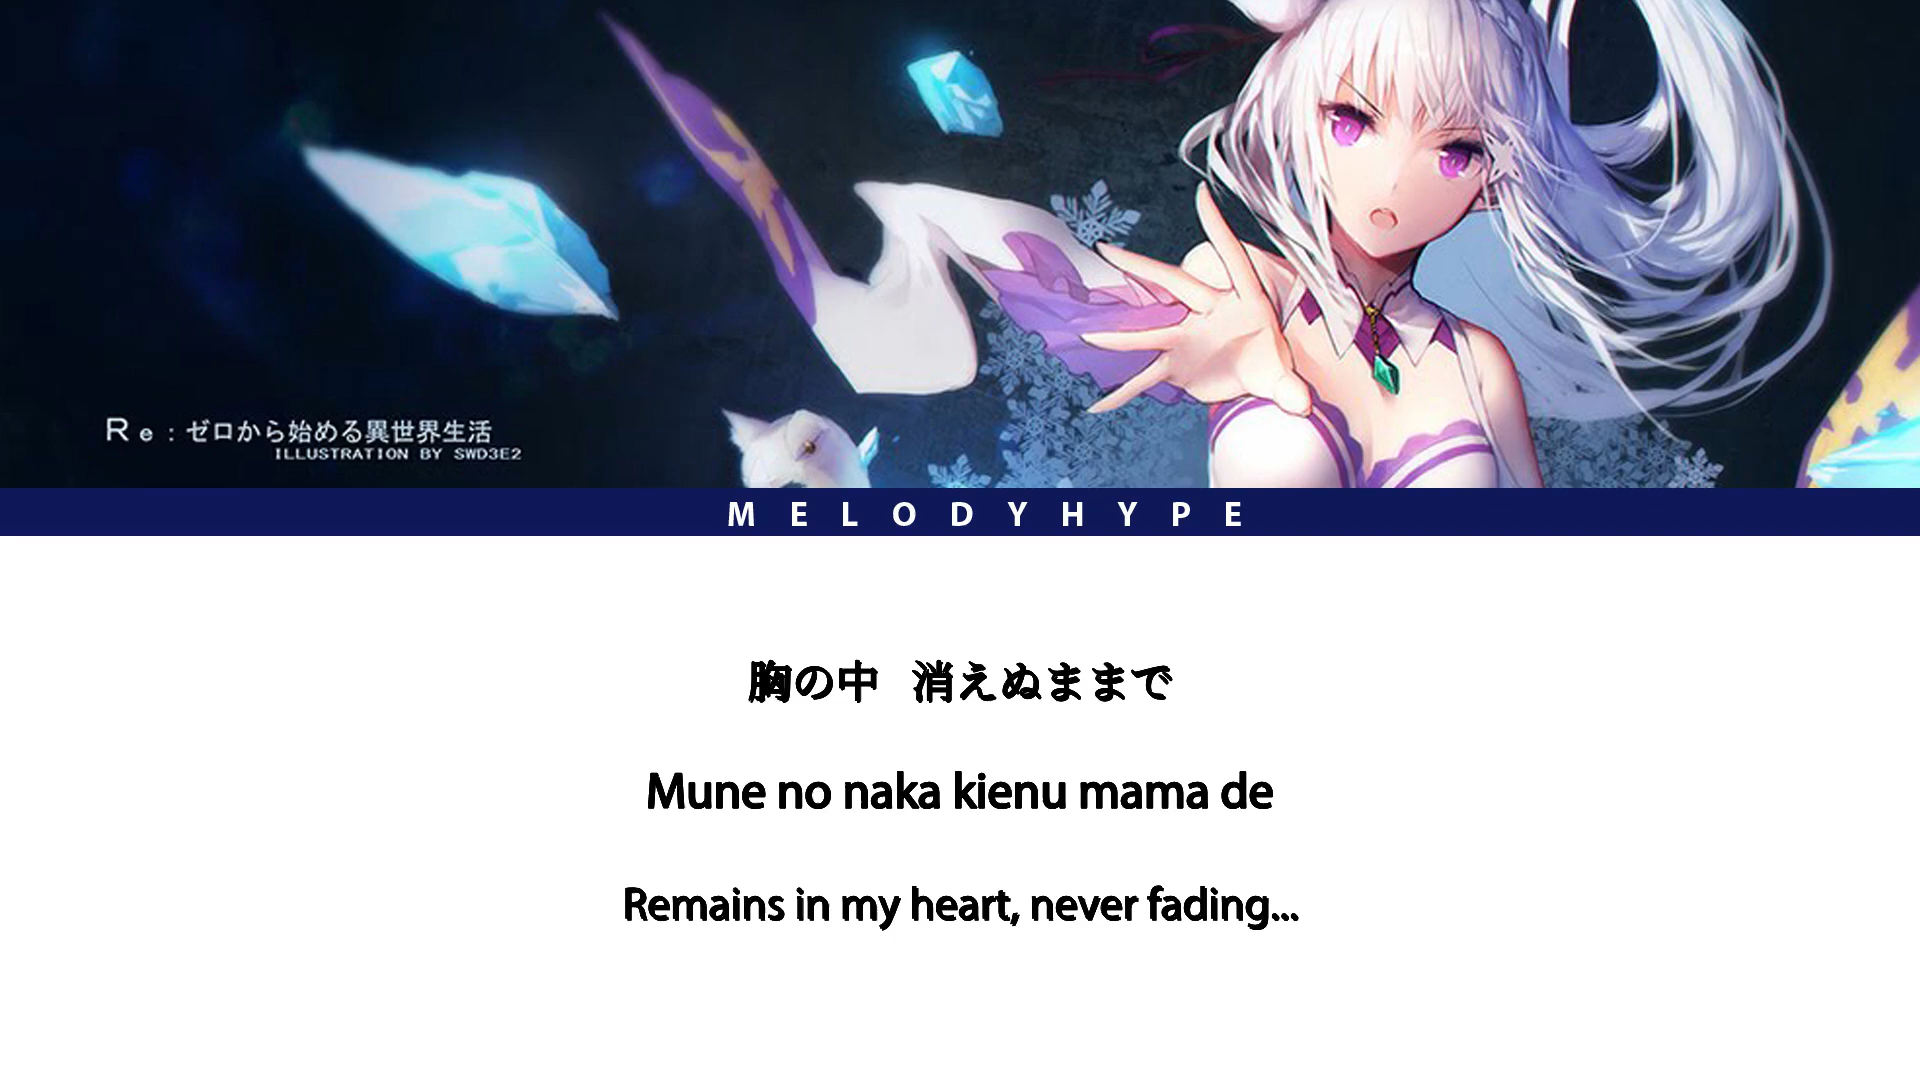 Re：ゼロから始める異世界生活
ILLUSTRATION BY SWD3E2
MELODYHYPE
胸の中 消えぬままで
Mune no naka kienu mama de
Remains in my heart, never fading...